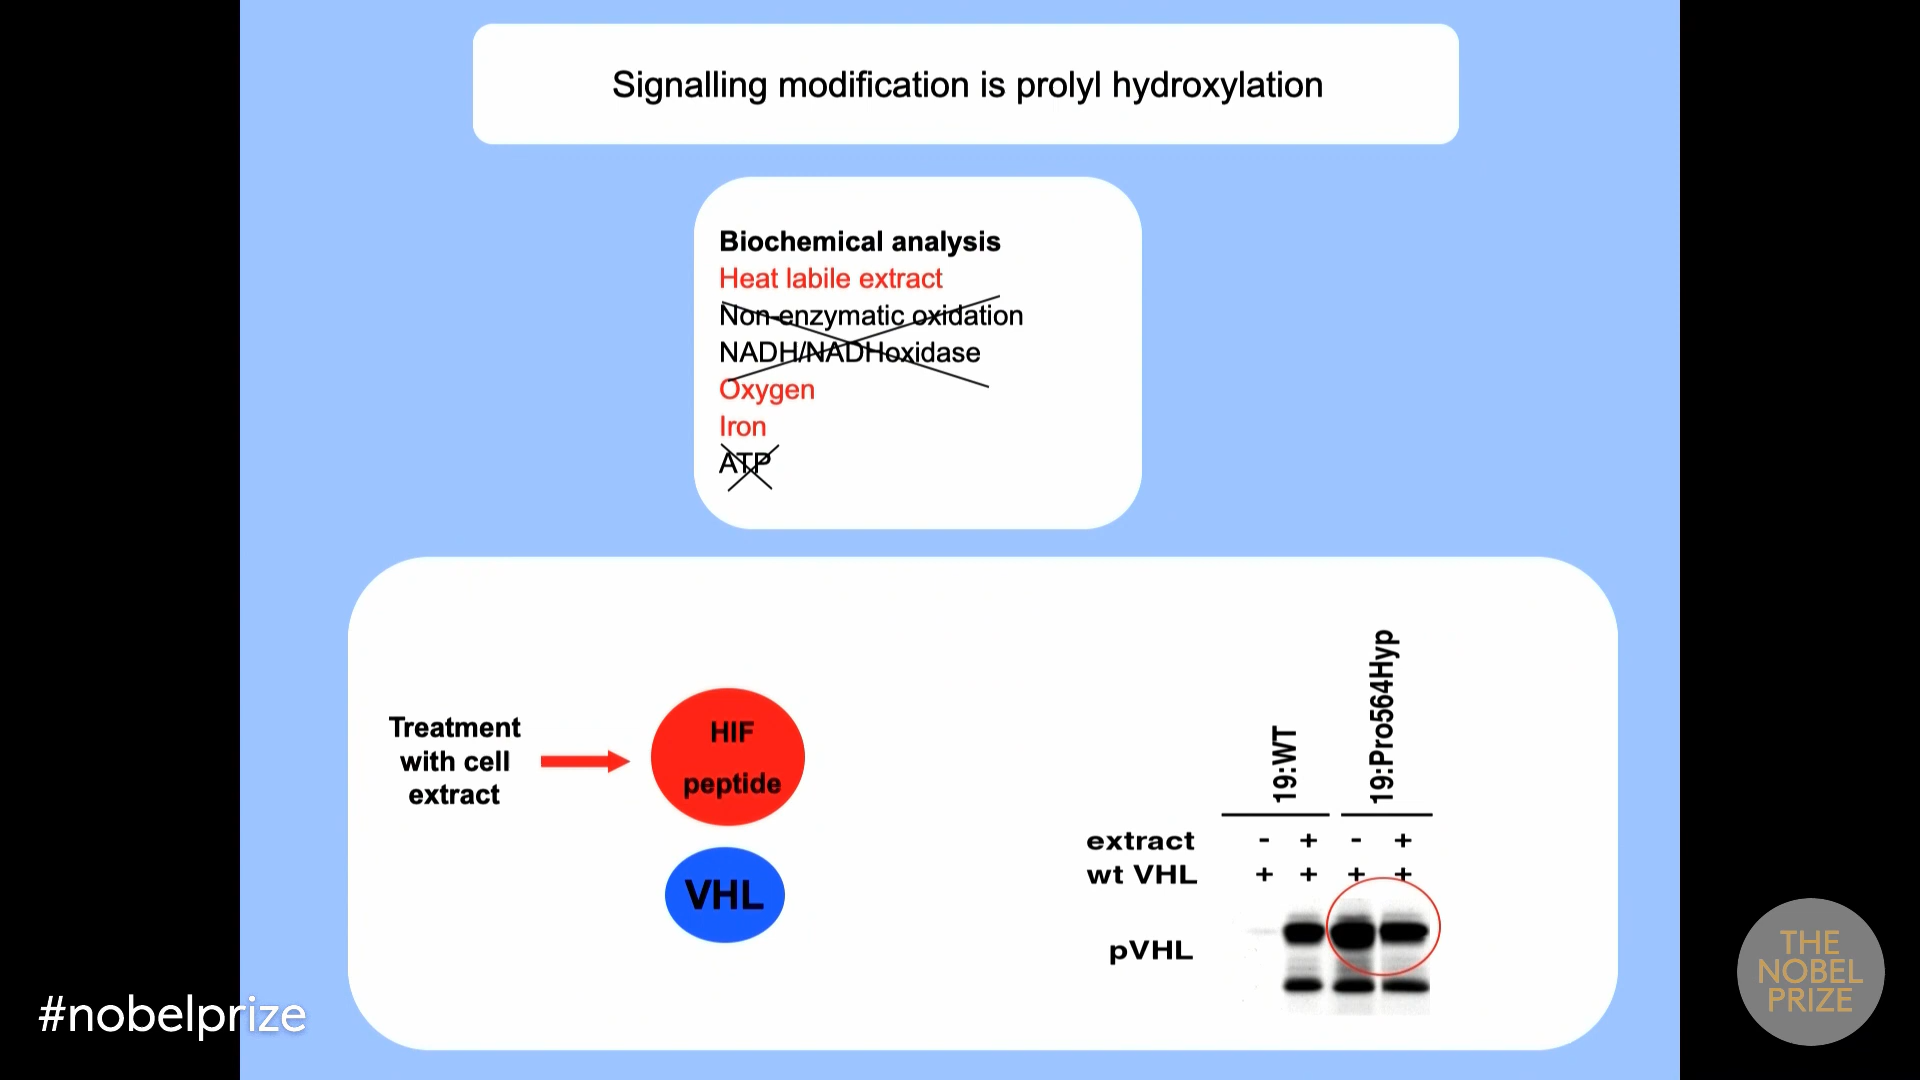 Signalling modification is prolyl hydroxylation
Biochemical analysis
Heat labile extract
Non-enzymatic oxidation
NADH/NADHoxidase
Oxygen
Iron
ATP
Treatment
with cell
extract
HIF
peptide
VHL
19:WT
19:Pro564Hyp
extract - + - +
wt VHL + + + +
pVHL
#nobelprize
THE
NOBEL
PRIZE